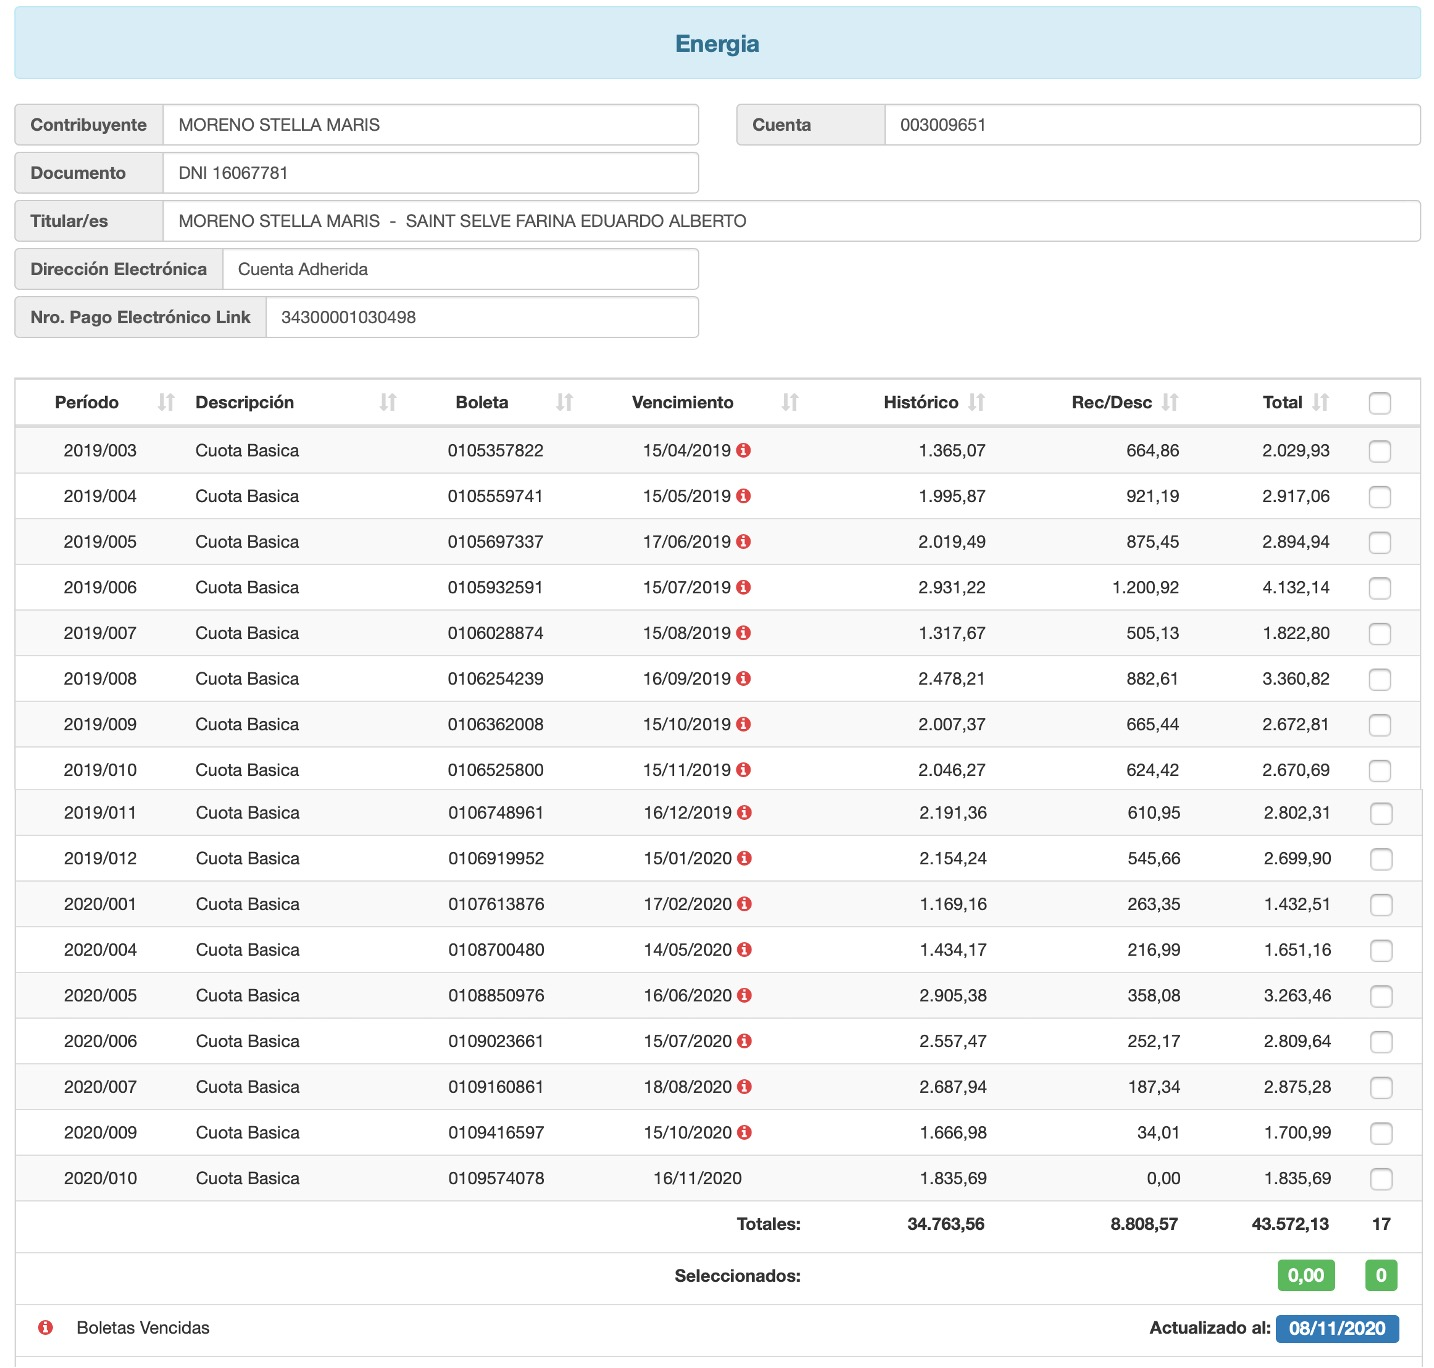 Energia
Contribuyente MORENO STELLA MARIS Cuenta 003009651
Documento DNI 16067781
Titular/es MORENO STELLA MARIS - SAINT SELVE FARINA EDUARDO ALBERTO
Dirección Electrónica Cuenta Adherida
Nro. Pago Electrónico Link 34300001030498
Período Descripción Boleta Vencimiento Histórico Rec/Desc Total
2019/003 Cuota Basica 0105357822 15/04/2019 1.365,07 664,86 2.029,93
2019/004 Cuota Basica 0105559741 15/05/2019 1.995,87 921,19 2.917,06
2019/005 Cuota Basica 0105697337 17/06/2019 2.019,49 875,45 2.894,94
2019/006 Cuota Basica 0105932591 15/07/2019 2.931,22 1.200,92 4.132,14
2019/007 Cuota Basica 0106028874 15/08/2019 1.317,67 505,13 1.822,80
2019/008 Cuota Basica 0106254239 16/09/2019 2.478,21 882,61 3.360,82
2019/009 Cuota Basica 0106362008 15/10/2019 2.007,37 665,44 2.672,81
2019/010 Cuota Basica 0106525800 15/11/2019 2.046,27 624,42 2.670,69
2019/011 Cuota Basica 0106748961 16/12/2019 2.191,36 610,95 2.802,31
2019/012 Cuota Basica 0106919952 15/01/2020 2.154,24 545,66 2.699,90
2020/001 Cuota Basica 0107613876 17/02/2020 1.169,16 263,35 1.432,51
2020/004 Cuota Basica 0108700480 14/05/2020 1.434,17 216,99 1.651,16
2020/005 Cuota Basica 0108850976 16/06/2020 2.905,38 358,08 3.263,46
2020/006 Cuota Basica 0109023661 15/07/2020 2.557,47 252,17 2.809,64
2020/007 Cuota Basica 0109160861 18/08/2020 2.687,94 187,34 2.875,28
2020/009 Cuota Basica 0109416597 15/10/2020 1.666,98 34,01 1.700,99
2020/010 Cuota Basica 0109574078 16/11/2020 1.835,69 0,00 1.835,69
Totales: 34.763,56 8.808,57 43.572,13 17
Seleccionados: 0,00 0
Boletas Vencidas Actualizado al: 08/11/2020